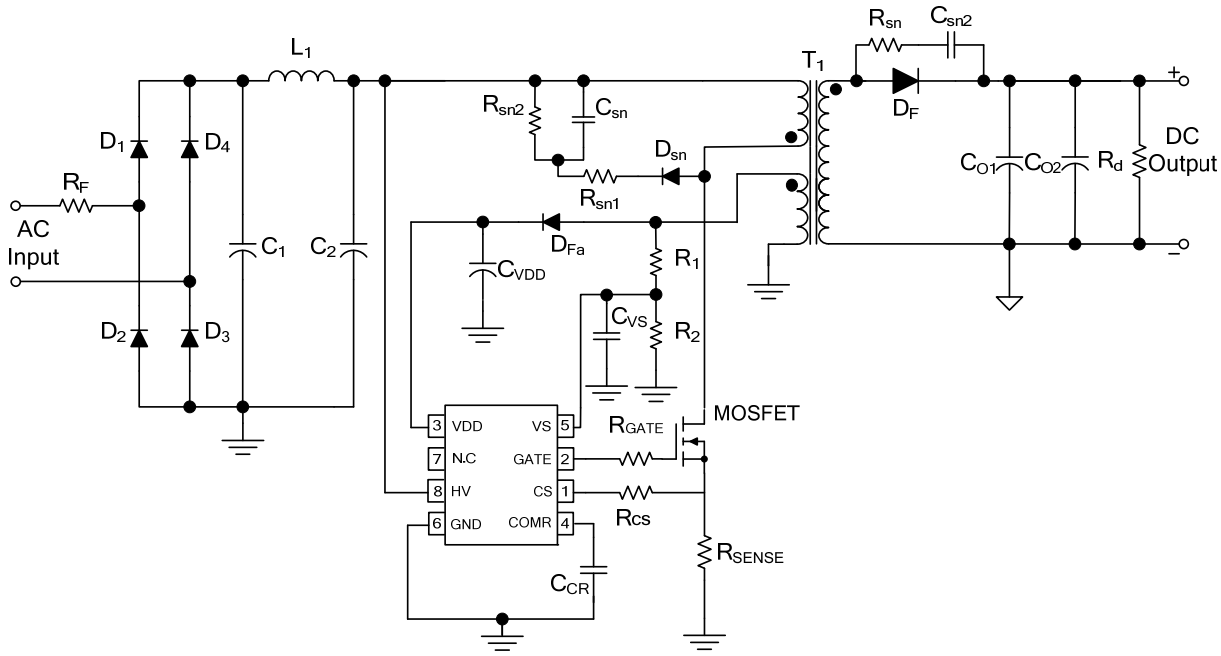 L1
T1
Rsn
Csn2
+
DF
D1
D4
Rsn2
Csn
Dsn
Rsn1
DC
Output
CO1
CO2
Rd
RF
AC
Input
C1
C2
DFa
R1
CVDD
CVS
R2
−
D2
D3
MOSFET
RGATE
3 VDD VS 5
7 N.C GATE 2
8 HV CS 1
6 GND COMR 4
Rcs
RSENSE
CCR